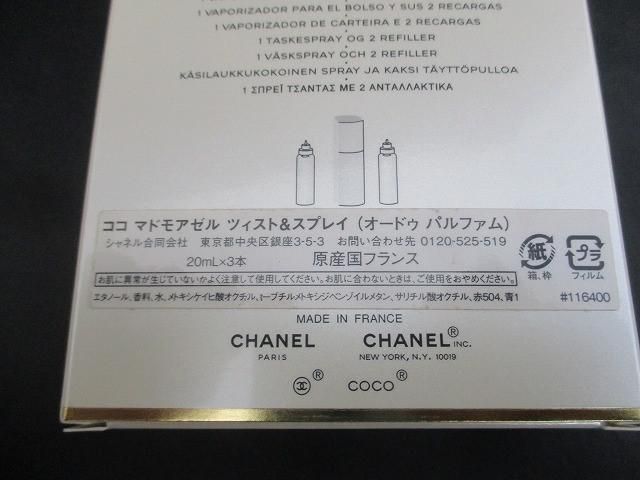 1 VAPORIZADOR PARA EL BOLSO Y SUS 2 RECARGAS
1 VAPORIZADOR DE CARTEIRA E 2 RECARGAS
1 TASKESPRAY OG 2 REFILLER
1 VÄSKSPRAY OCH 2 REFILLER
KÄSILAUKKUKOKOINEN SPRAY JA KAKSI TÄYTTÖPULLOA
1 ΣΠΡΕΪ ΤΣΑΝΤΑΣ ΜΕ 2 ΑΝΤΑΛΛΑΚΤΙΚΑ
ココ マドモアゼル ツィスト&スプレイ (オードゥ パルファム)
シャネル合同会社 東京都中央区銀座3-5-3 お問い合わせ先 0120-525-519
20mL×3本 原産国フランス
お肌に異常が生じていないかよく注意して使用してください。お肌に合わないときは、ご使用をおやめください。
エタノール、香料、水、メトキシケイヒ酸オクチル、t-ブチルメトキシジベンゾイルメタン、サリチル酸オクチル、赤504、青1
紙
箱、枠
プラ
フィルム
#116400
MADE IN FRANCE
CHANEL CHANEL® INC.
PARIS NEW YORK, N.Y. 10019
® COCO®